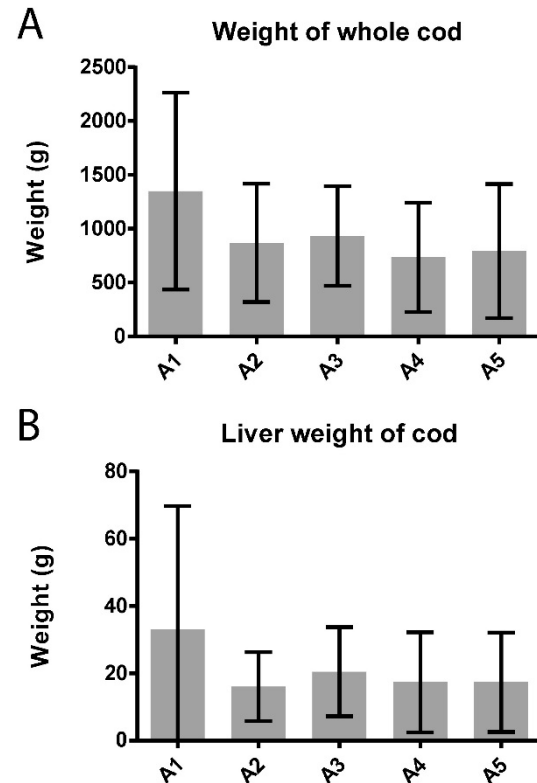 A
Weight of whole cod
Weight (g)
2500
2000
1500
1000
500
0
A1 A2 A3 A4 A5
B
Liver weight of cod
Weight (g)
80
60
40
20
0
A1 A2 A3 A4 A5